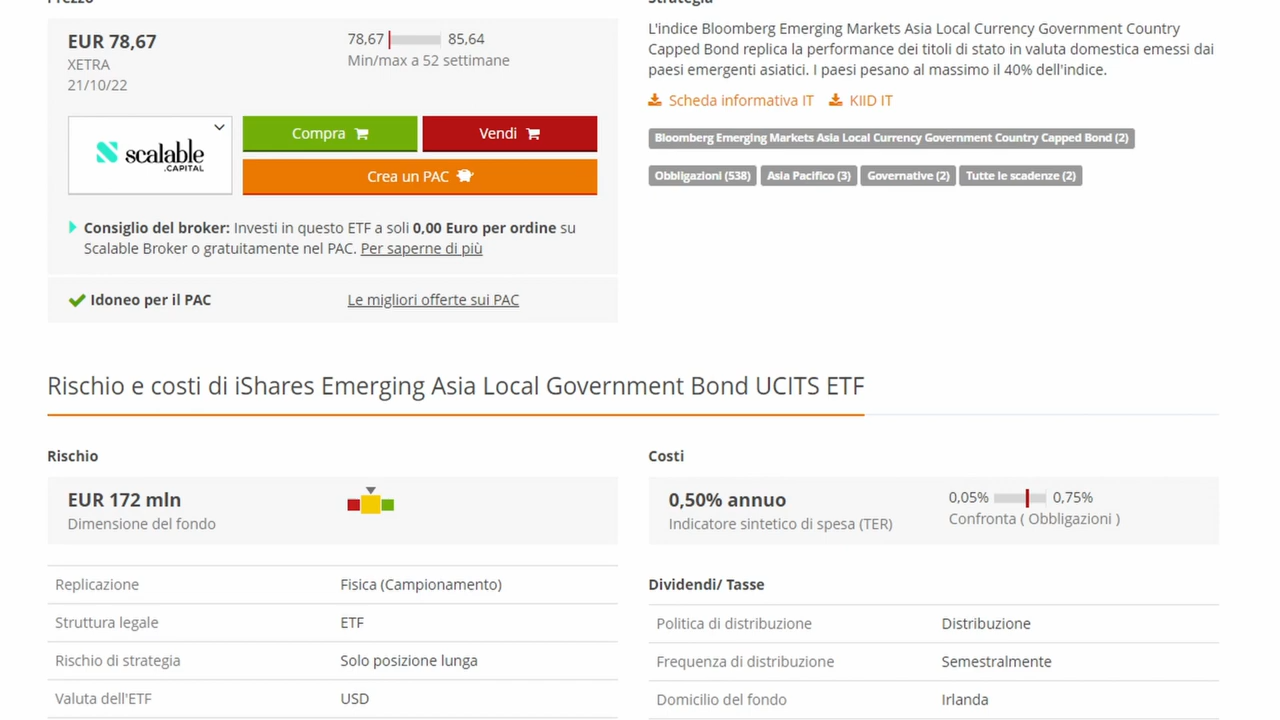 Prezzo
EUR 78,67
XETRA
21/10/22
78,67 85,64
Min/max a 52 settimane
scalable
.CAPITAL
Compra
Vendi
Crea un PAC
Consiglio del broker: Investi in questo ETF a soli 0,00 Euro per ordine su
Scalable Broker o gratuitamente nel PAC. Per saperne di più
Idoneo per il PAC
Le migliori offerte sui PAC
Strategia
L'indice Bloomberg Emerging Markets Asia Local Currency Government Country
Capped Bond replica la performance dei titoli di stato in valuta domestica emessi dai
paesi emergenti asiatici. I paesi pesano al massimo il 40% dell'indice.
Scheda informativa IT KIID IT
Bloomberg Emerging Markets Asia Local Currency Government Country Capped Bond (2)
Obbligazioni (538) Asia Pacifico (3) Governative (2) Tutte le scadenze (2)
Rischio e costi di iShares Emerging Asia Local Government Bond UCITS ETF
Rischio
EUR 172 mln
Dimensione del fondo
Replicazione Fisica (Campionamento)
Struttura legale ETF
Rischio di strategia Solo posizione lunga
Valuta dell'ETF USD
Costi
0,50% annuo
Indicatore sintetico di spesa (TER)
0,05% 0,75%
Confronta ( Obbligazioni )
Dividendi/ Tasse
Politica di distribuzione Distribuzione
Frequenza di distribuzione Semestralmente
Domicilio del fondo Irlanda